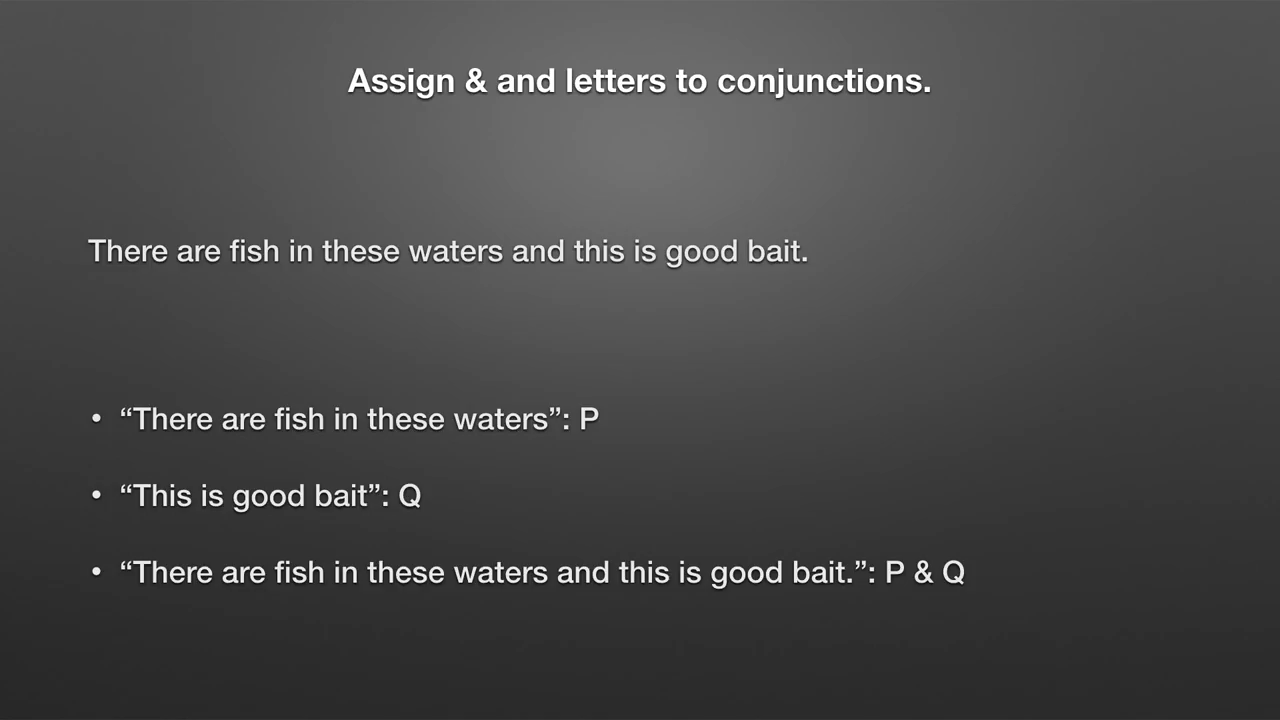 Assign & and letters to conjunctions.
There are fish in these waters and this is good bait.
• “There are fish in these waters”: P
• “This is good bait”: Q
• “There are fish in these waters and this is good bait.”: P & Q